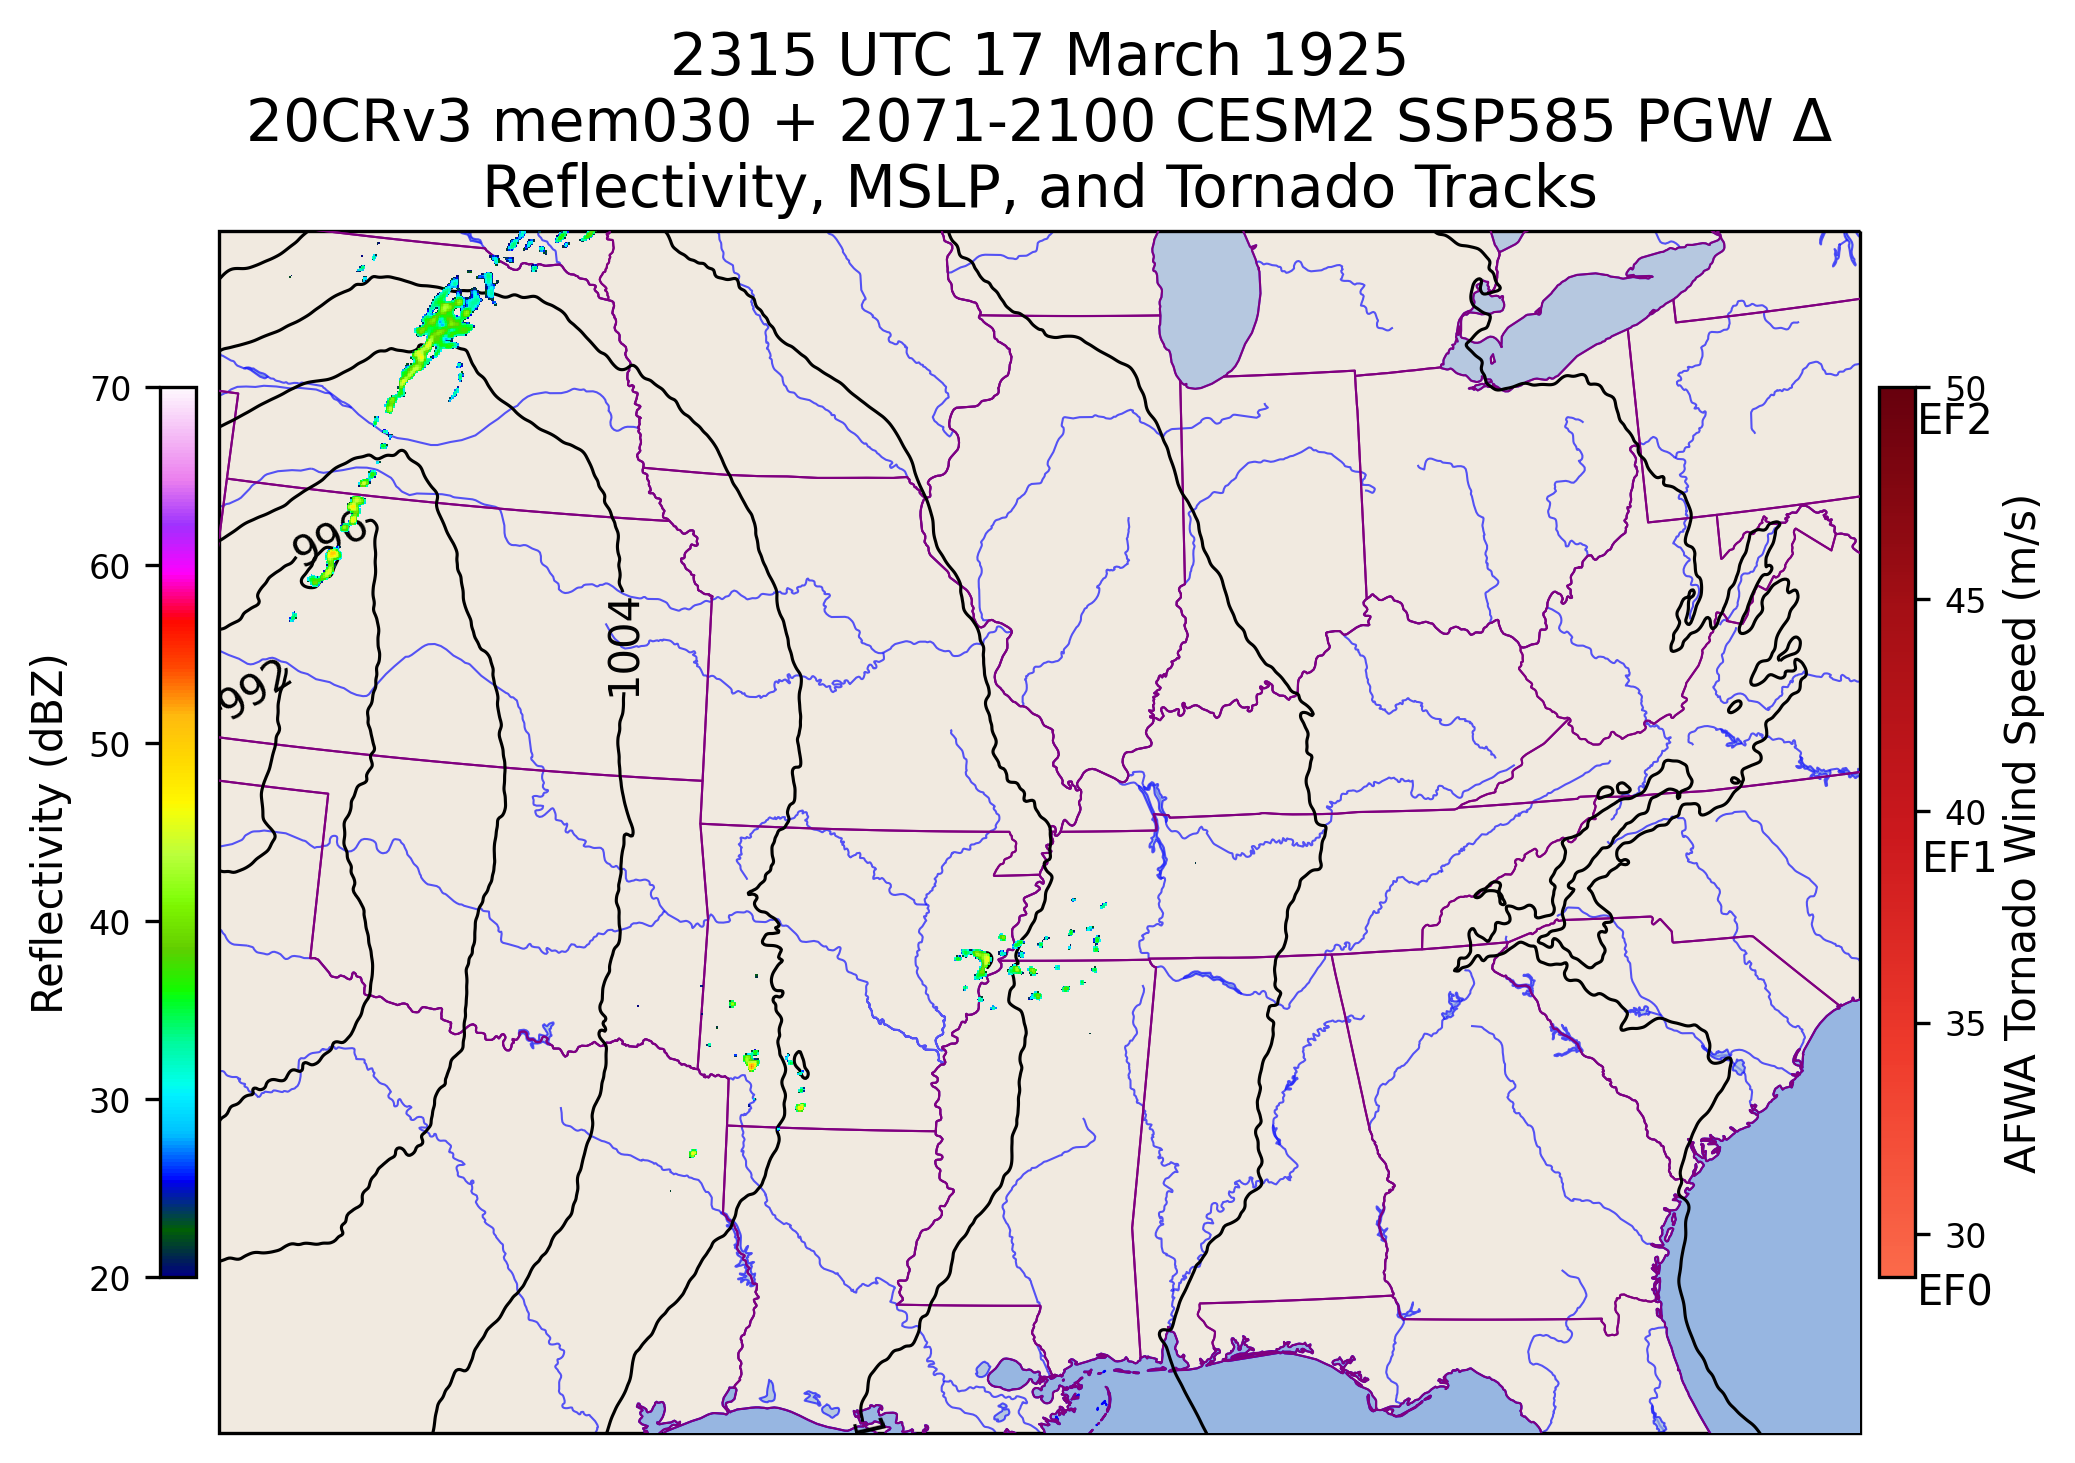 2315 UTC 17 March 1925
20CRv3 mem030 + 2071-2100 CESM2 SSP585 PGW Δ
Reflectivity, MSLP, and Tornado Tracks
70
60
50
40
30
20
Reflectivity (dBZ)
996
992
1004
50
EF2
45
40
EF1
35
30
EF0
AFWA Tornado Wind Speed (m/s)